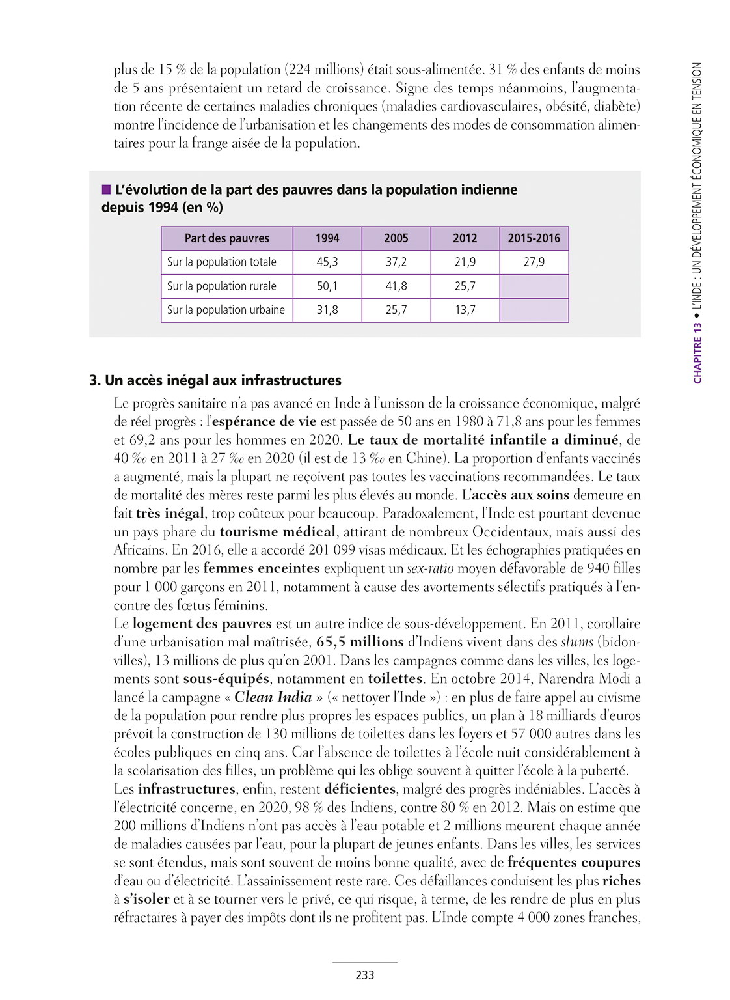 plus de 15 % de la population (224 millions) était sous-alimentée. 31 % des enfants de moins
de 5 ans présentaient un retard de croissance. Signe des temps néanmoins, l'augmenta-
tion récente de certaines maladies chroniques (maladies cardiovasculaires, obésité, diabète)
montre l'incidence de l'urbanisation et les changements des modes de consommation alimen-
taires pour la frange aisée de la population.
■ L'évolution de la part des pauvres dans la population indienne
depuis 1994 (en %)
Part des pauvres 1994 2005 2012 2015-2016
Sur la population totale 45,3 37,2 21,9 27,9
Sur la population rurale 50,1 41,8 25,7
Sur la population urbaine 31,8 25,7 13,7
3. Un accès inégal aux infrastructures
Le progrès sanitaire n'a pas avancé en Inde à l'unisson de la croissance économique, malgré
de réel progrès : l'espérance de vie est passée de 50 ans en 1980 à 71,8 ans pour les femmes
et 69,2 ans pour les hommes en 2020. Le taux de mortalité infantile a diminué, de
40 ‰ en 2011 à 27 ‰ en 2020 (il est de 13 ‰ en Chine). La proportion d'enfants vaccinés
a augmenté, mais la plupart ne reçoivent pas toutes les vaccinations recommandées. Le taux
de mortalité des mères reste parmi les plus élevés au monde. L'accès aux soins demeure en
fait très inégal, trop coûteux pour beaucoup. Paradoxalement, l'Inde est pourtant devenue
un pays phare du tourisme médical, attirant de nombreux Occidentaux, mais aussi des
Africains. En 2016, elle a accordé 201 099 visas médicaux. Et les échographies pratiquées en
nombre par les femmes enceintes expliquent un sex-ratio moyen défavorable de 940 filles
pour 1 000 garçons en 2011, notamment à cause des avortements sélectifs pratiqués à l'en-
contre des fœtus féminins.
Le logement des pauvres est un autre indice de sous-développement. En 2011, corollaire
d'une urbanisation mal maîtrisée, 65,5 millions d'Indiens vivent dans des slums (bidon-
villes), 13 millions de plus qu'en 2001. Dans les campagnes comme dans les villes, les loge-
ments sont sous-équipés, notamment en toilettes. En octobre 2014, Narendra Modi a
lancé la campagne « Clean India » (« nettoyer l'Inde ») : en plus de faire appel au civisme
de la population pour rendre plus propres les espaces publics, un plan à 18 milliards d'euros
prévoit la construction de 130 millions de toilettes dans les foyers et 57 000 autres dans les
écoles publiques en cinq ans. Car l'absence de toilettes à l'école nuit considérablement à
la scolarisation des filles, un problème qui les oblige souvent à quitter l'école à la puberté.
Les infrastructures, enfin, restent déficientes, malgré des progrès indéniables. L'accès à
l'électricité concerne, en 2020, 98 % des Indiens, contre 80 % en 2012. Mais on estime que
200 millions d'Indiens n'ont pas accès à l'eau potable et 2 millions meurent chaque année
de maladies causées par l'eau, pour la plupart de jeunes enfants. Dans les villes, les services
se sont étendus, mais sont souvent de moins bonne qualité, avec de fréquentes coupures
d'eau ou d'électricité. L'assainissement reste rare. Ces défaillances conduisent les plus riches
à s'isoler et à se tourner vers le privé, ce qui risque, à terme, de les rendre de plus en plus
réfractaires à payer des impôts dont ils ne profitent pas. L'Inde compte 4 000 zones franches,
CHAPITRE 13 • L'INDE : UN DÉVELOPPEMENT ÉCONOMIQUE EN TENSION
233